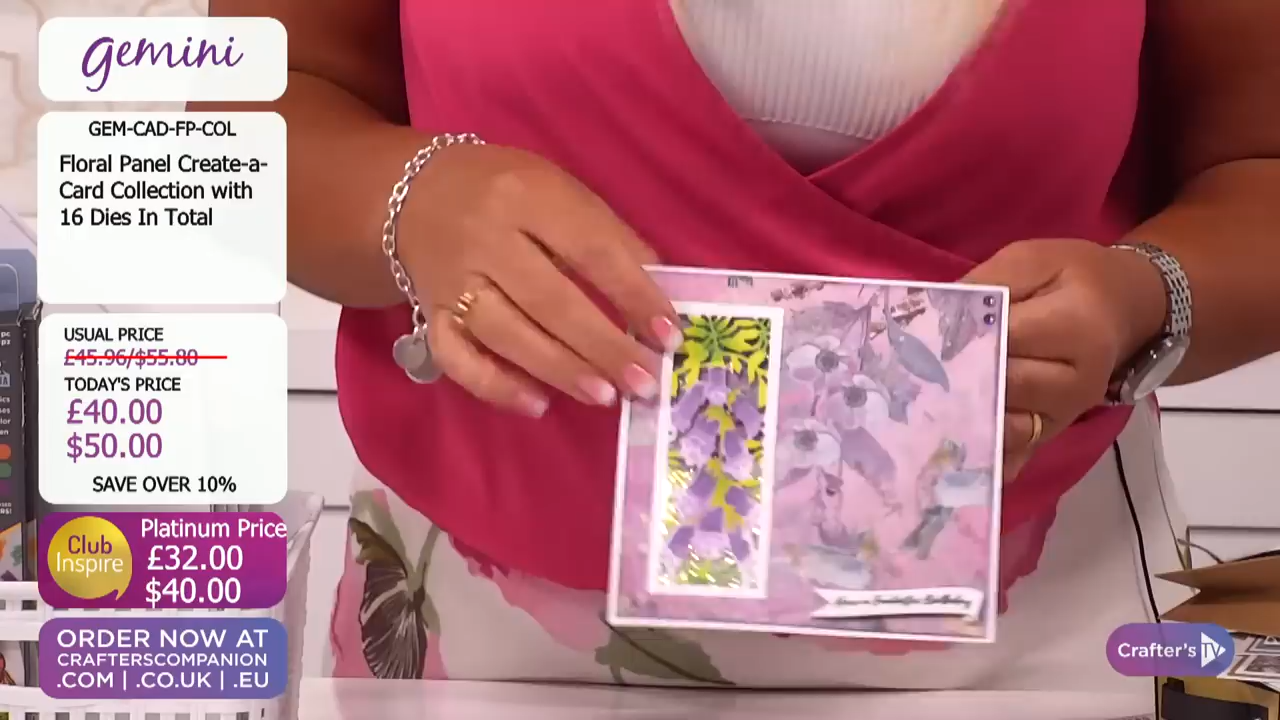 gemini
GEM-CAD-FP-COL
Floral Panel Create-a-
Card Collection with
16 Dies In Total
USUAL PRICE
£45.96/$55.80
TODAY'S PRICE
£40.00
$50.00
SAVE OVER 10%
Club
Inspire
Platinum Price
£32.00
$40.00
ORDER NOW AT
CRAFTERSCOMPANION
.COM | .CO.UK | .EU
Crafter's TV